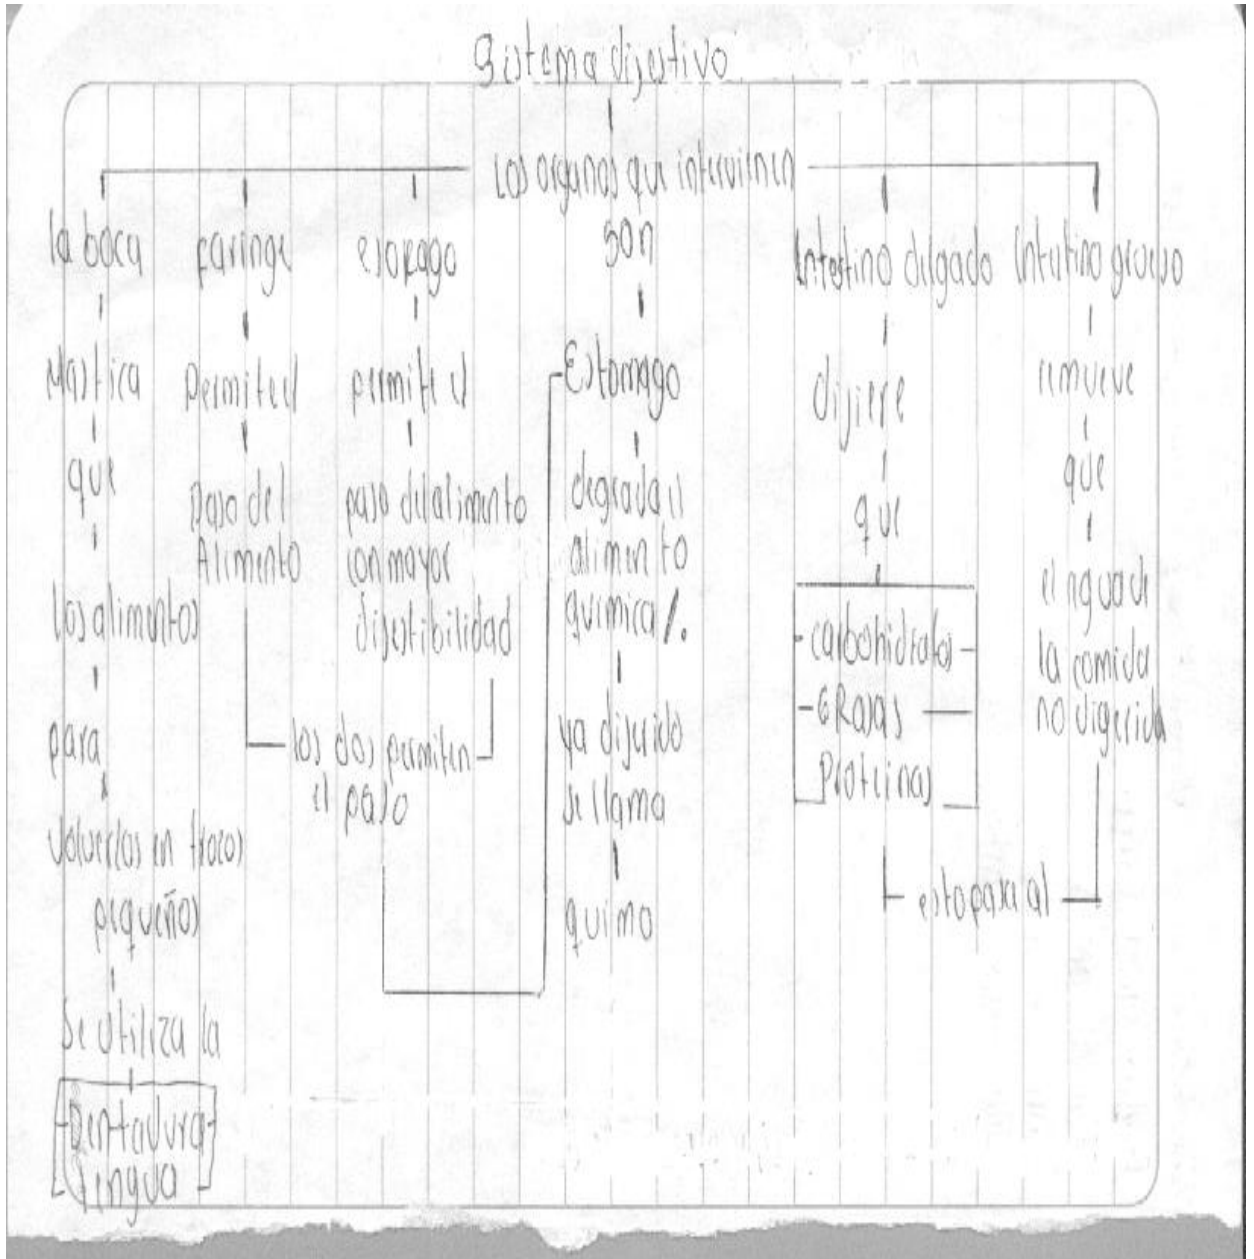 Sistema dijestivo
Los organos que intervienen
son
la boca
Mastica
que
los alimentos
para
volverlos en trozos
pequeños
Se utiliza la
Dentadura
lingua
faringe
Permite el
paso del
Alimento
esofago
permite el
paso del alimento
con mayor
dijestibilidad
los dos permiten
el paso
Estomago
degrada el
alimento
quimica/.
ya dijerido
se llama
quimo
Intestino delgado
dijiere
que
-carbohidratos-
-GRasas
Proteinas
Intestino grueso
remueve
que
el agua de
la comida
no digerida
esto pasa al